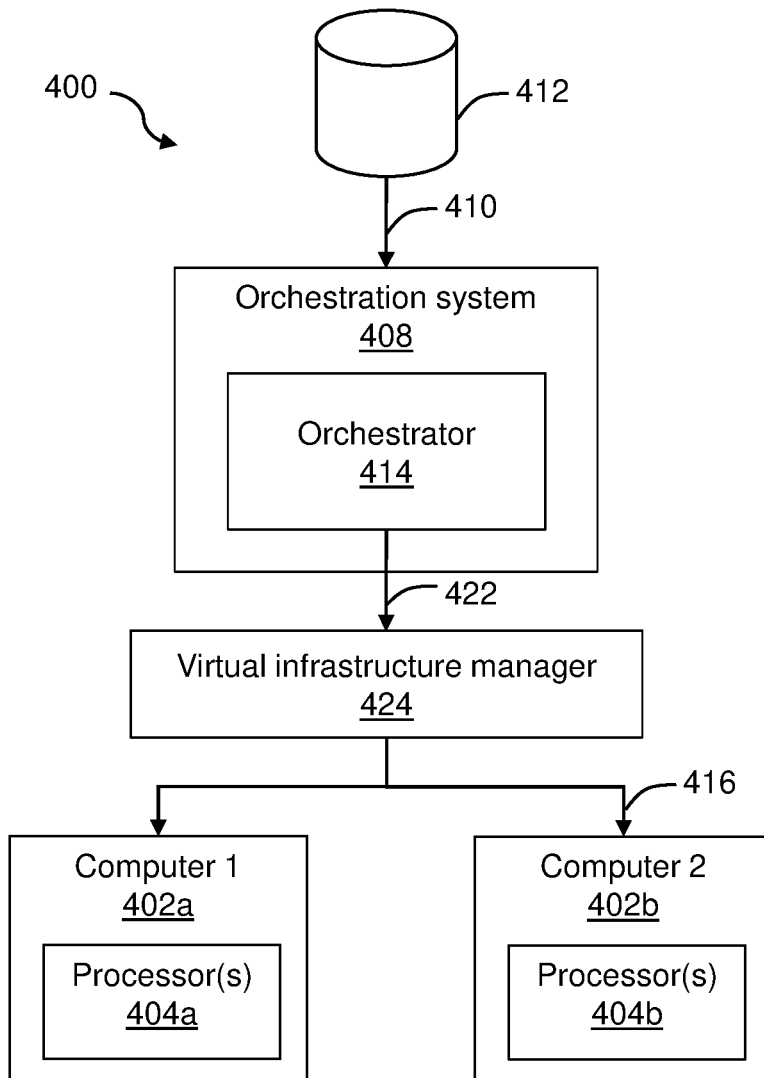 400
412
410
Orchestration system
408
Orchestrator
414
422
Virtual infrastructure manager
424
416
Computer 1
402a
Processor(s)
404a
Computer 2
402b
Processor(s)
404b